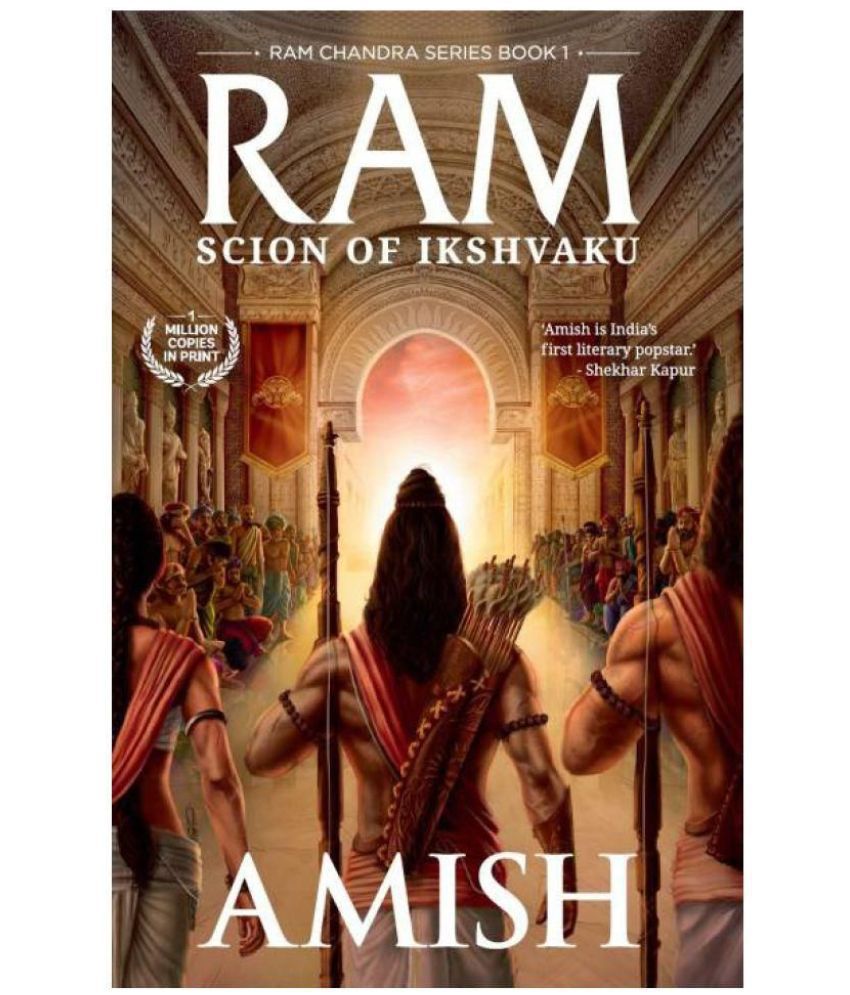 RAM CHANDRA SERIES BOOK 1
RAM
SCION OF IKSHVAKU
1
MILLION
COPIES
IN PRINT
'Amish is India's
first literary popstar.'
- Shekhar Kapur
AMISH